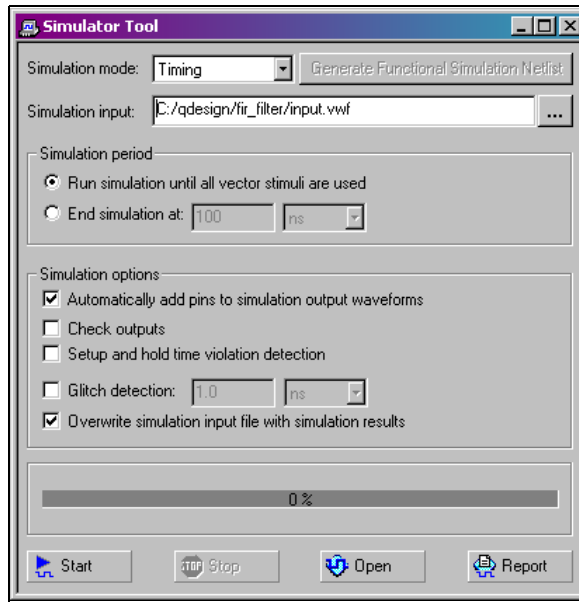 Simulator Tool
Simulation mode: Timing Generate Functional Simulation Netlist
Simulation input: C:/qdesign/fir_filter/input.vwf ...
Simulation period
Run simulation until all vector stimuli are used
End simulation at: 100 ns
Simulation options
Automatically add pins to simulation output waveforms
Check outputs
Setup and hold time violation detection
Glitch detection: 1.0 ns
Overwrite simulation input file with simulation results
0 %
Start STOP Stop Open Report